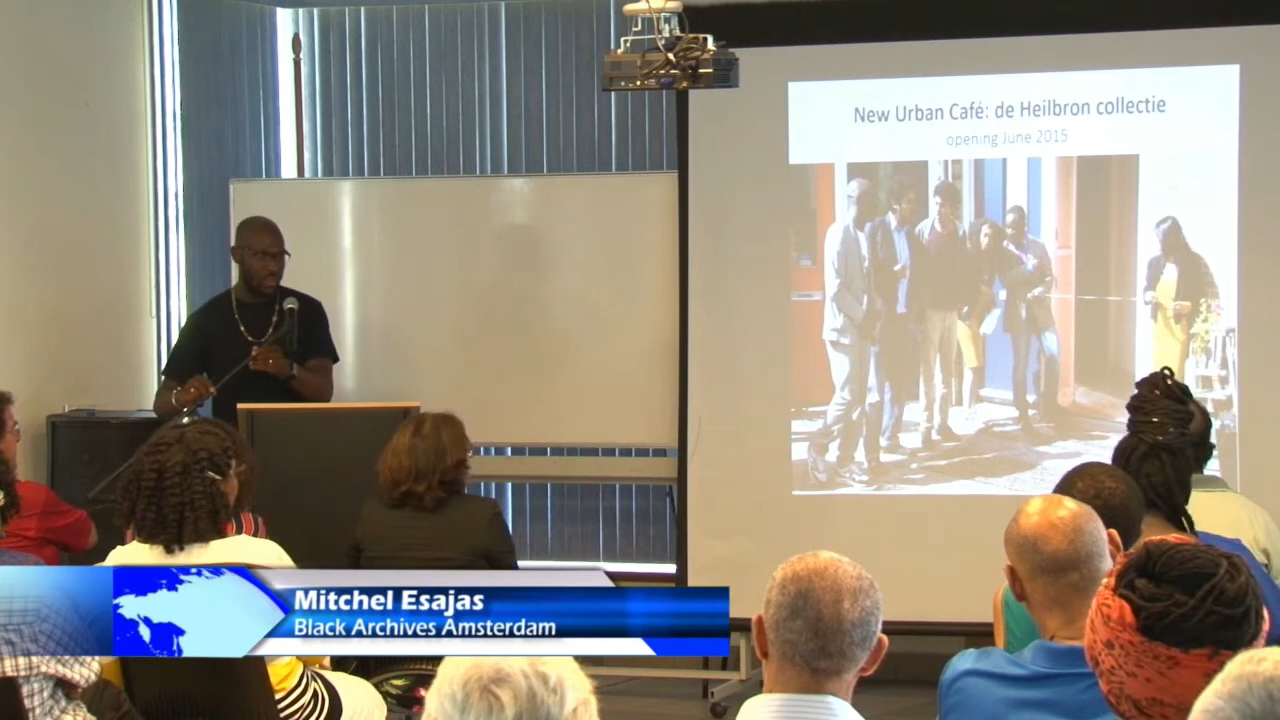 New Urban Café: de Heilbron collectie
opening June 2015
Mitchel Esajas
Black Archives Amsterdam